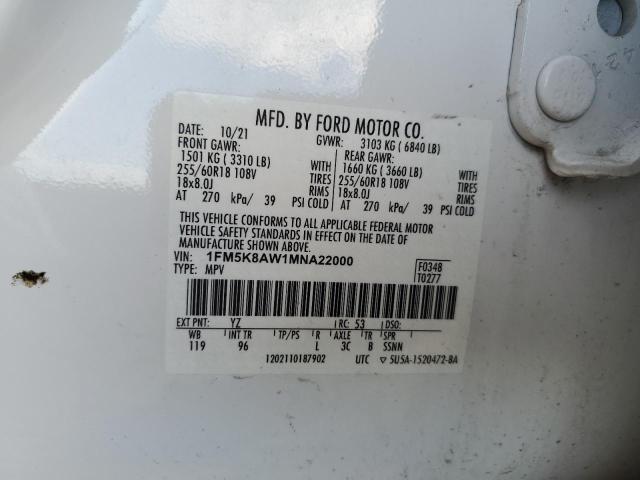 MFD. BY FORD MOTOR CO.
DATE: 10/21 GVWR: 3103 KG ( 6840 LB)
FRONT GAWR: REAR GAWR:
1501 KG ( 3310 LB) WITH 1660 KG ( 3660 LB) WITH
255/60R18 108V TIRES 255/60R18 108V TIRES
18x8.0J RIMS 18x8.0J RIMS
AT 270 kPa/ 39 PSI COLD AT 270 kPa/ 39 PSI COLD
THIS VEHICLE CONFORMS TO ALL APPLICABLE FEDERAL MOTOR
VEHICLE SAFETY STANDARDS IN EFFECT ON THE DATE OF
MANUFACTURE SHOWN ABOVE.
VIN: 1FM5K8AW1MNA22000 F0348
TYPE: MPV T0277
EXT PNT: YZ RC: 53 DSO:
WB INT TR TP/PS R AXLE TR SPR
119 96 L 3C B SSNN
1202110187902 UTC 5U5A-1520472-BA